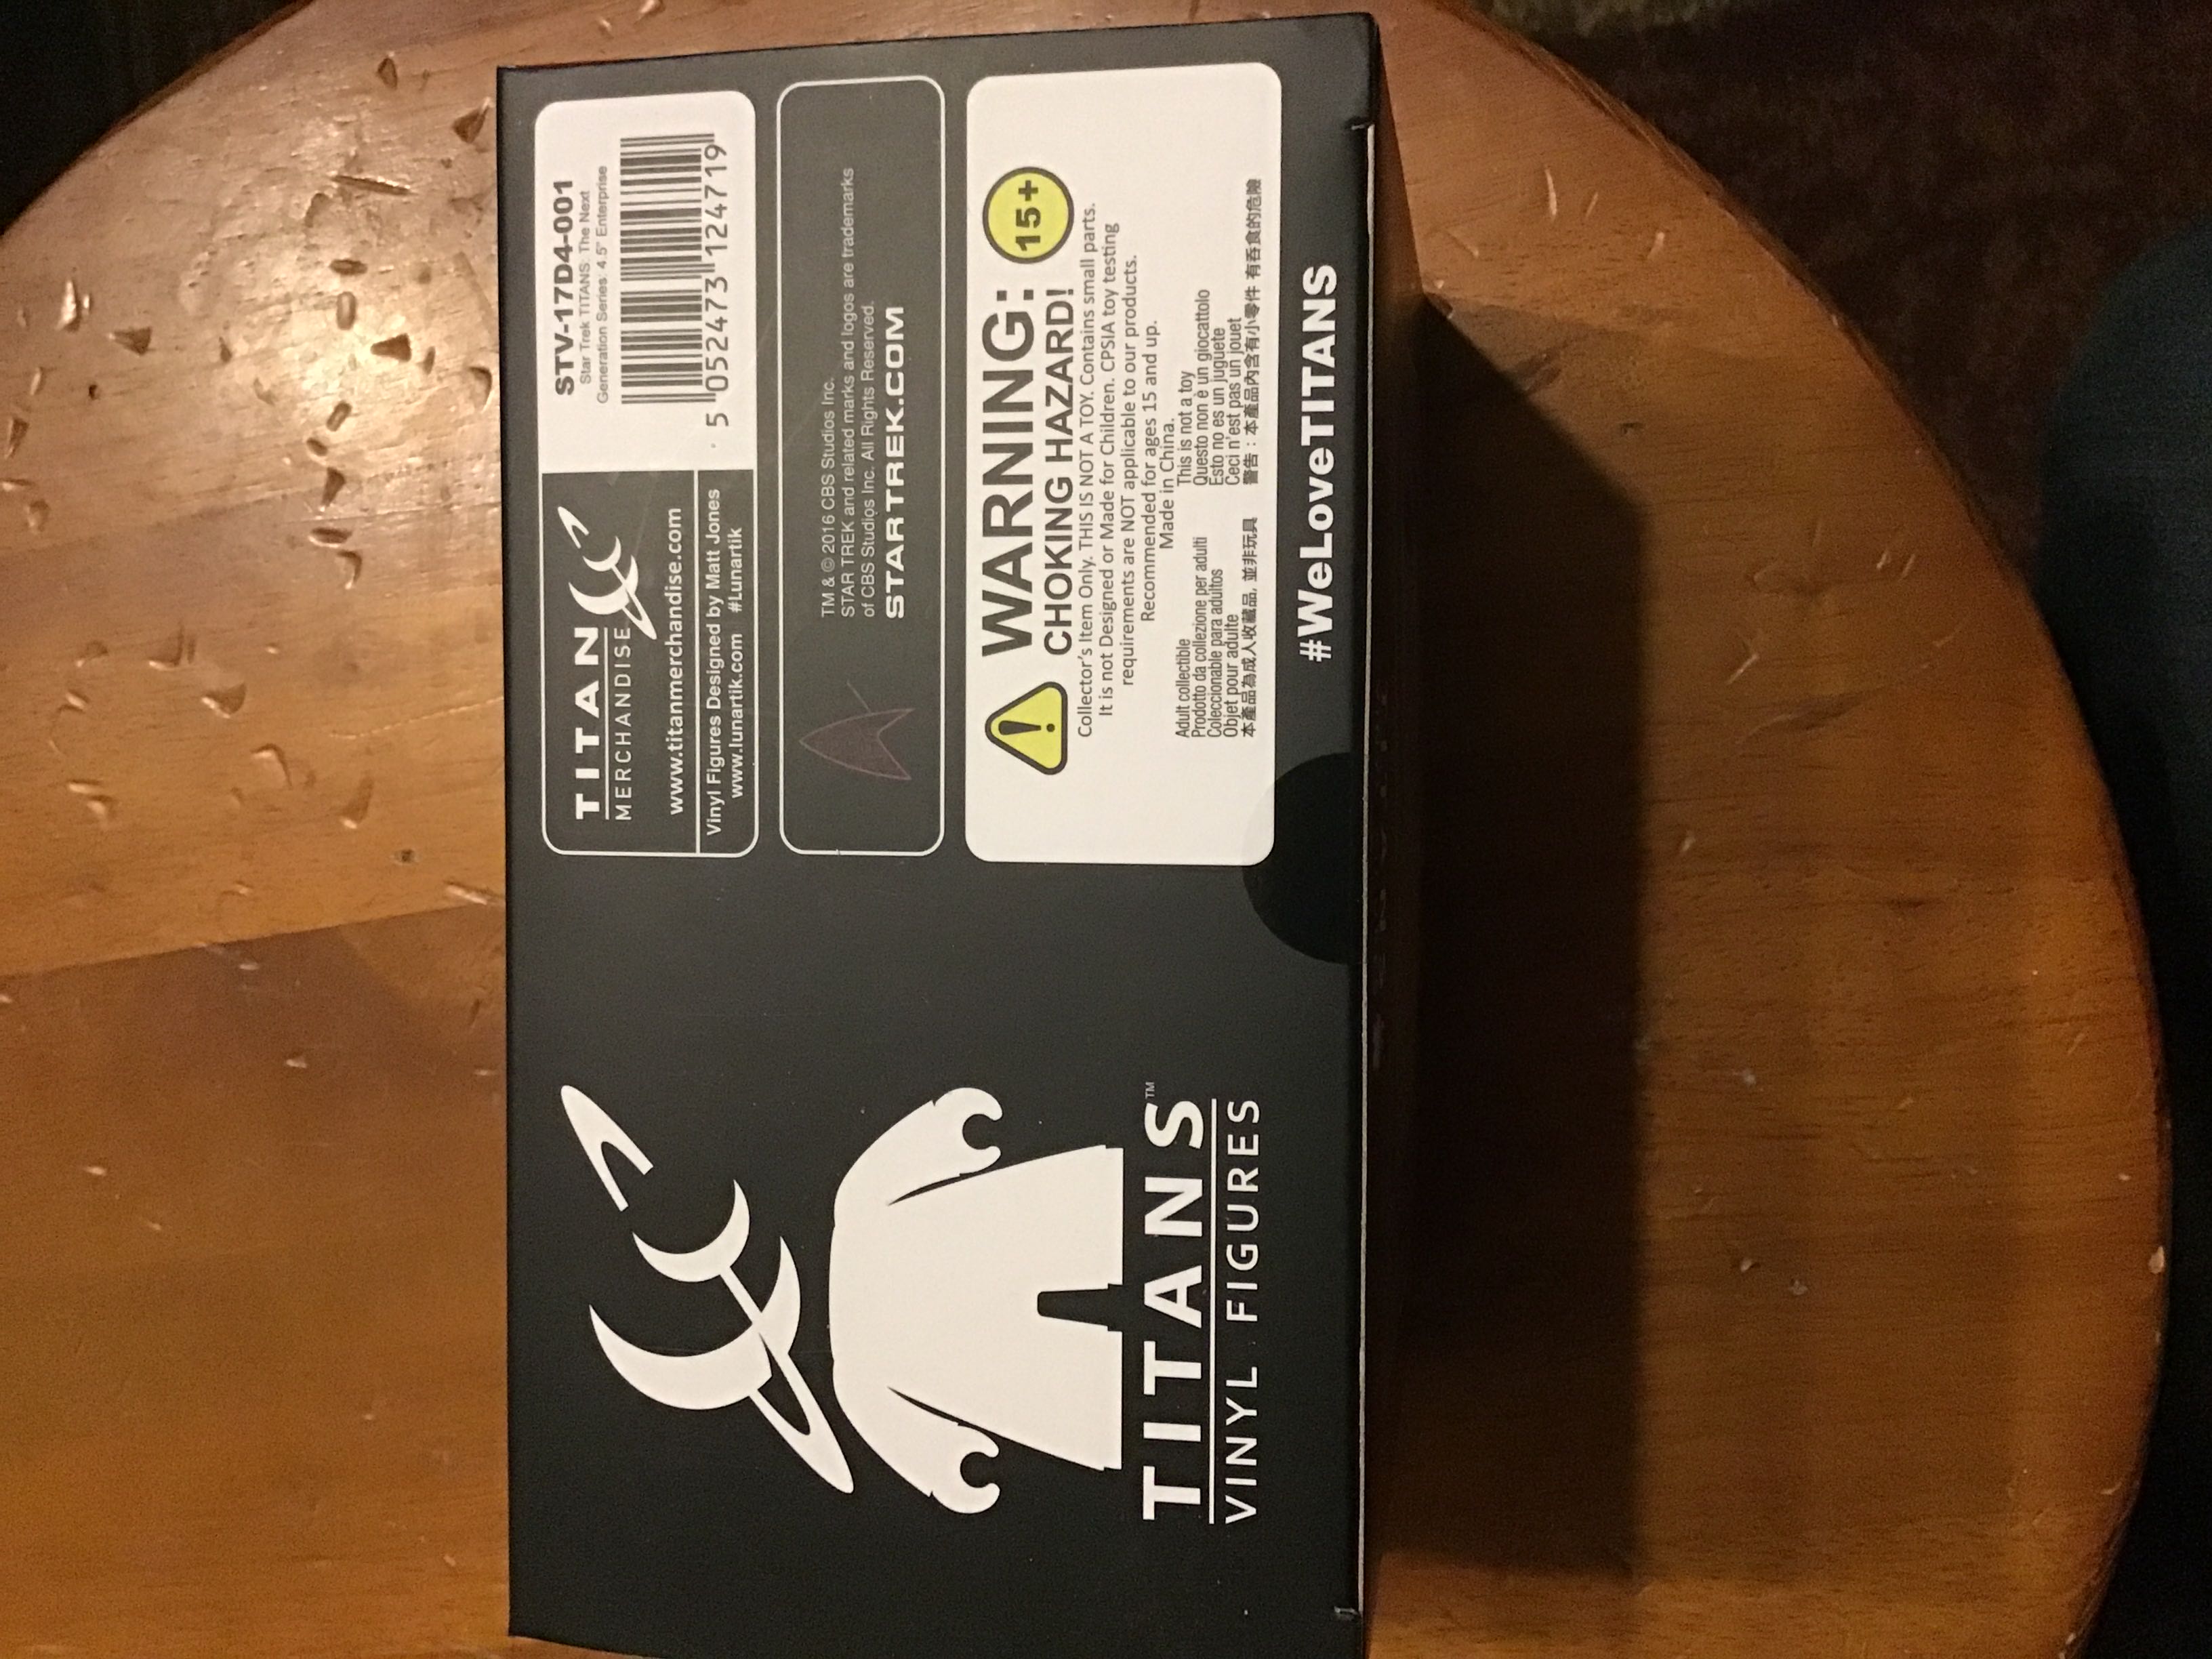 TITANS™
VINYL FIGURES
TITAN
MERCHANDISE
www.titanmerchandise.com
Vinyl Figures Designed by Matt Jones
www.lunartik.com #Lunartik
STV-17D4-001
Star Trek TITANS: The Next
Generation Series: 4.5" Enterprise
5 052473 124719
TM & © 2016 CBS Studios Inc.
STAR TREK and related marks and logos are trademarks
of CBS Studios Inc. All Rights Reserved.
STARTREK.COM
WARNING:
CHOKING HAZARD!
15+
Collector's Item Only. THIS IS NOT A TOY. Contains small parts.
It is not Designed or Made for Children. CPSIA toy testing
requirements are NOT applicable to our products.
Recommended for ages 15 and up.
Made in China.
Adult collectible
Prodotto da collezione per adulti
Coleccionable para adultos
Objet pour adulte
本產品為成人收藏品, 並非玩具
This is not a toy
Questo non è un giocattolo
Esto no es un juguete
Ceci n'est pas un jouet
警告：本產品內含有小零件 有吞食的危險
#WeLoveTITANS